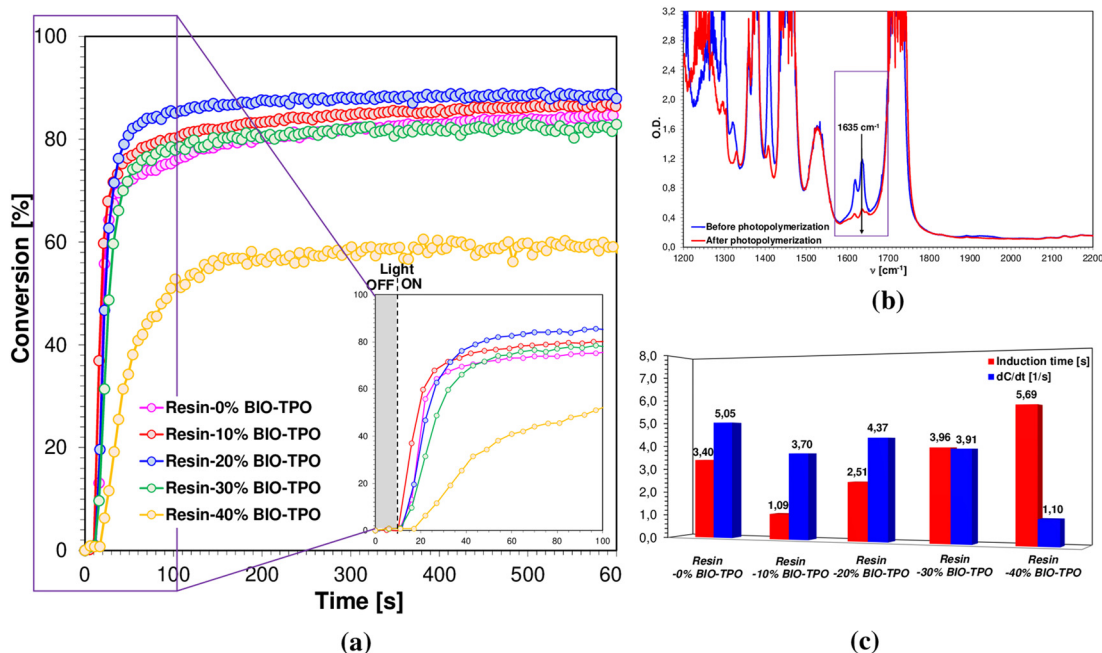 100
80
60
40
20
0
Conversion [%]
0
100
200
300
400
500
60
Time [s]
Resin-0% BIO-TPO
Resin-10% BIO-TPO
Resin-20% BIO-TPO
Resin-30% BIO-TPO
Resin-40% BIO-TPO
Light
OFF ON
100
80
60
40
20
0
0 20 40 60 80 100
(a)
3,2
2,8
2,4
2,0
1,6
1,2
0,8
0,4
0,0
O.D.
1635 cm-1
Before photopolymerization
After photopolymerization
1200 1300 1400 1500 1600 1700 1800 1900 2000 2100 2200
ν [cm-1]
(b)
8,0
7,0
6,0
5,0
4,0
3,0
2,0
1,0
0,0
Induction time [s]
dC/dt [1/s]
3,40 5,05
1,09 3,70
2,51 4,37
3,96 3,91
5,69 1,10
Resin
-0% BIO-TPO
Resin
-10% BIO-TPO
Resin
-20% BIO-TPO
Resin
-30% BIO-TPO
Resin
-40% BIO-TPO
(c)